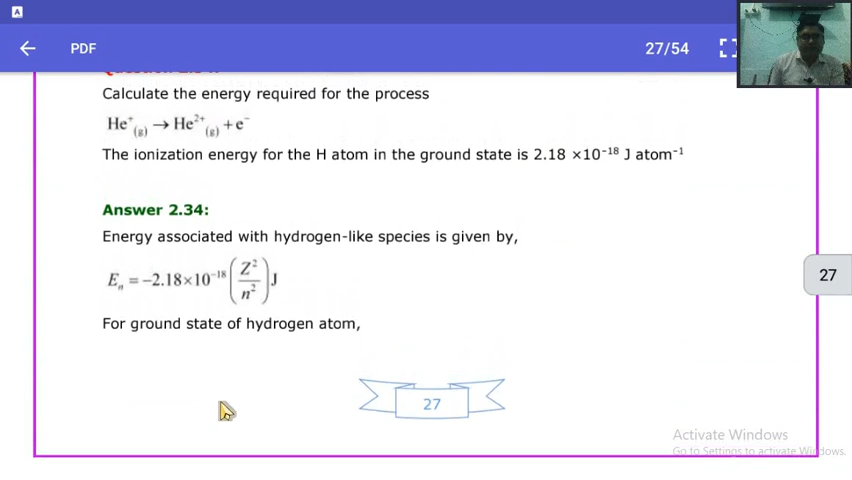 A
PDF
27/54
Calculate the energy required for the process
He⁺(g) → He²⁺(g) + e⁻
The ionization energy for the H atom in the ground state is 2.18 ×10⁻¹⁸ J atom⁻¹
Answer 2.34:
Energy associated with hydrogen-like species is given by,
Eₙ = −2.18×10⁻¹⁸ (Z²/n²) J
27
For ground state of hydrogen atom,
27
Activate Windows
Go to Settings to activate Windows.